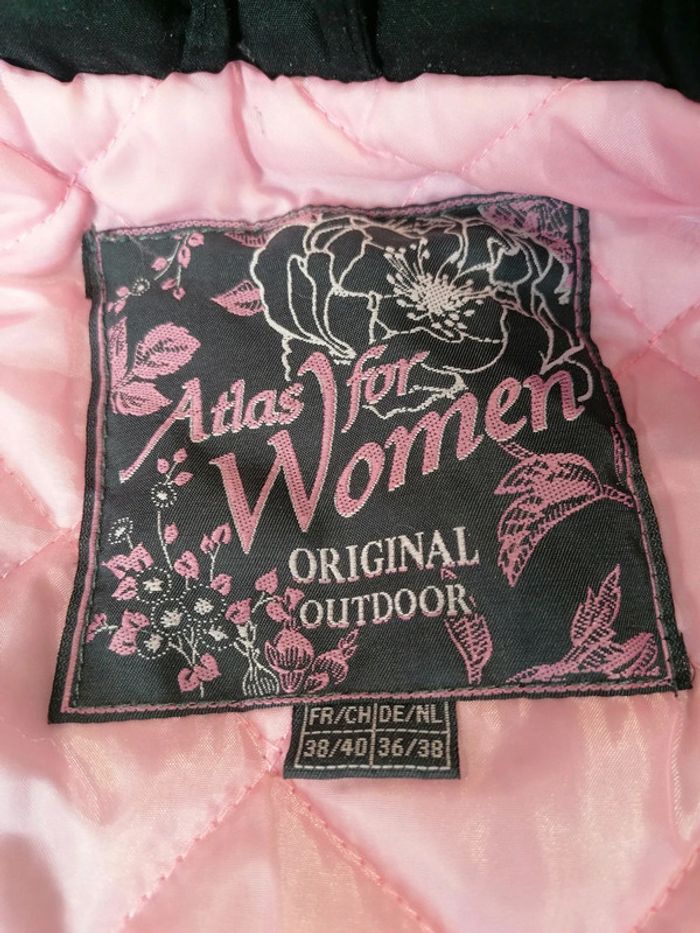 Atlas for
Women
ORIGINAL
OUTDOOR
FR/CH DE/NL
38/40 36/38